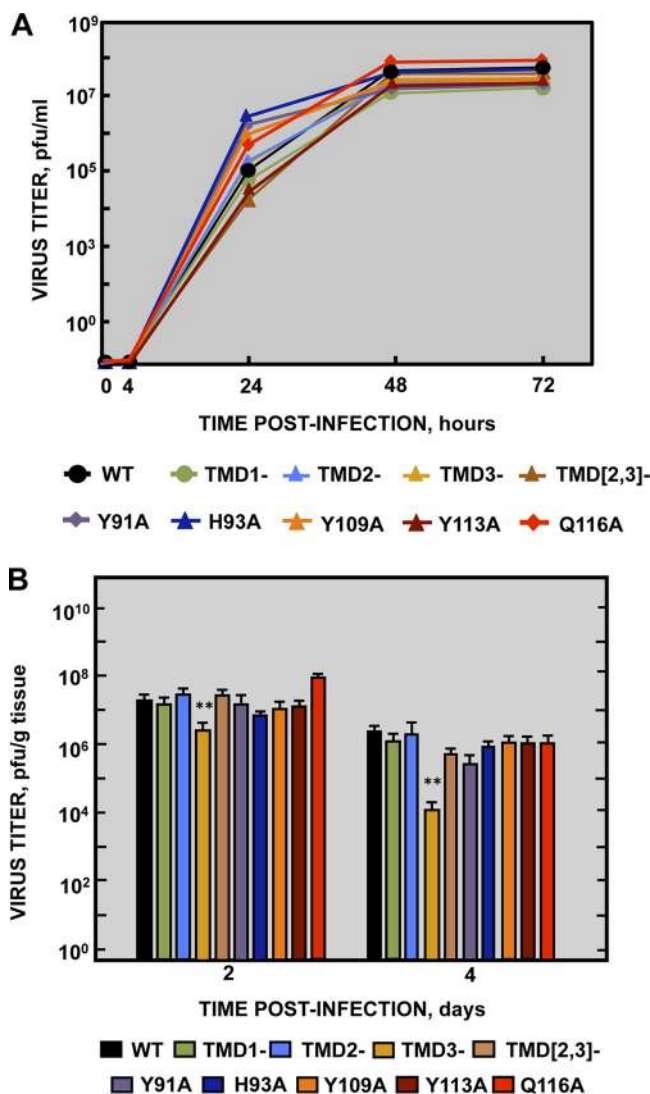 A
VIRUS TITER, pfu/ml
10⁹
10⁷
10⁵
10³
10⁰
0 4 24 48 72
TIME POST-INFECTION, hours
WT TMD1- TMD2- TMD3- TMD[2,3]-
Y91A H93A Y109A Y113A Q116A
B
VIRUS TITER, pfu/g tissue
10¹⁰
10⁸
10⁶
10⁴
10²
10⁰
**
**
2 4
TIME POST-INFECTION, days
WT TMD1- TMD2- TMD3- TMD[2,3]-
Y91A H93A Y109A Y113A Q116A